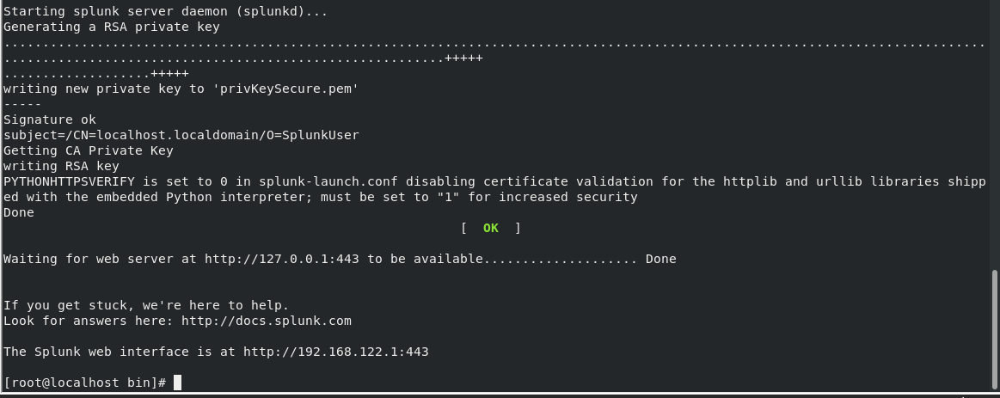 Starting splunk server daemon (splunkd)...
Generating a RSA private key
...............................................................................................................................
.........................................................+++++
...................+++++
writing new private key to 'privKeySecure.pem'
-----
Signature ok
subject=/CN=localhost.localdomain/O=SplunkUser
Getting CA Private Key
writing RSA key
PYTHONHTTPSVERIFY is set to 0 in splunk-launch.conf disabling certificate validation for the httplib and urllib libraries shipp
ed with the embedded Python interpreter; must be set to "1" for increased security
Done
[  OK  ]
Waiting for web server at http://127.0.0.1:443 to be available.................... Done
If you get stuck, we're here to help.
Look for answers here: http://docs.splunk.com
The Splunk web interface is at http://192.168.122.1:443
[root@localhost bin]#